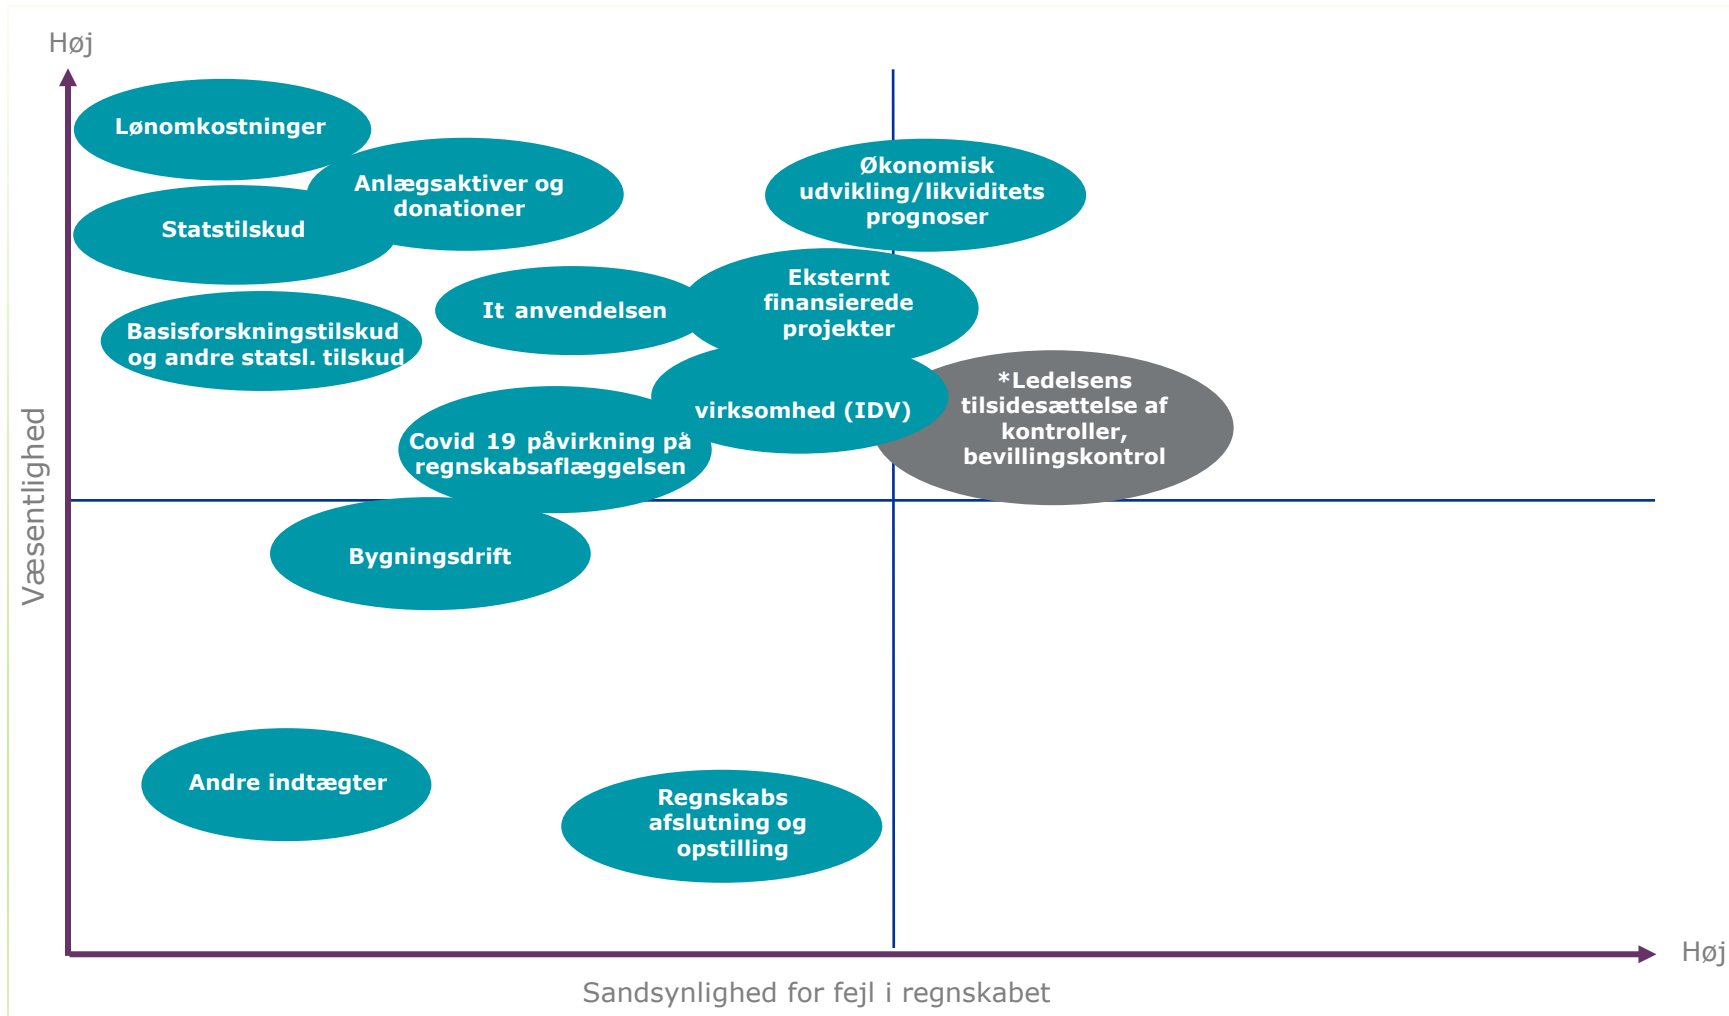 Høj
Lønomkostninger
Anlægsaktiver og
donationer
Statstilskud
Økonomisk
udvikling/likviditets
prognoser
Basisforskningstilskud
og andre statsl. tilskud
It anvendelsen
Eksternt
finansierede
projekter
virksomhed (IDV)
*Ledelsens
tilsidesættelse af
kontroller,
bevillingskontrol
Covid 19 påvirkning på
regnskabsaflæggelsen
Væsentlighed
Bygningsdrift
Andre indtægter
Regnskabs
afslutning og
opstilling
Høj
Sandsynlighed for fejl i regnskabet